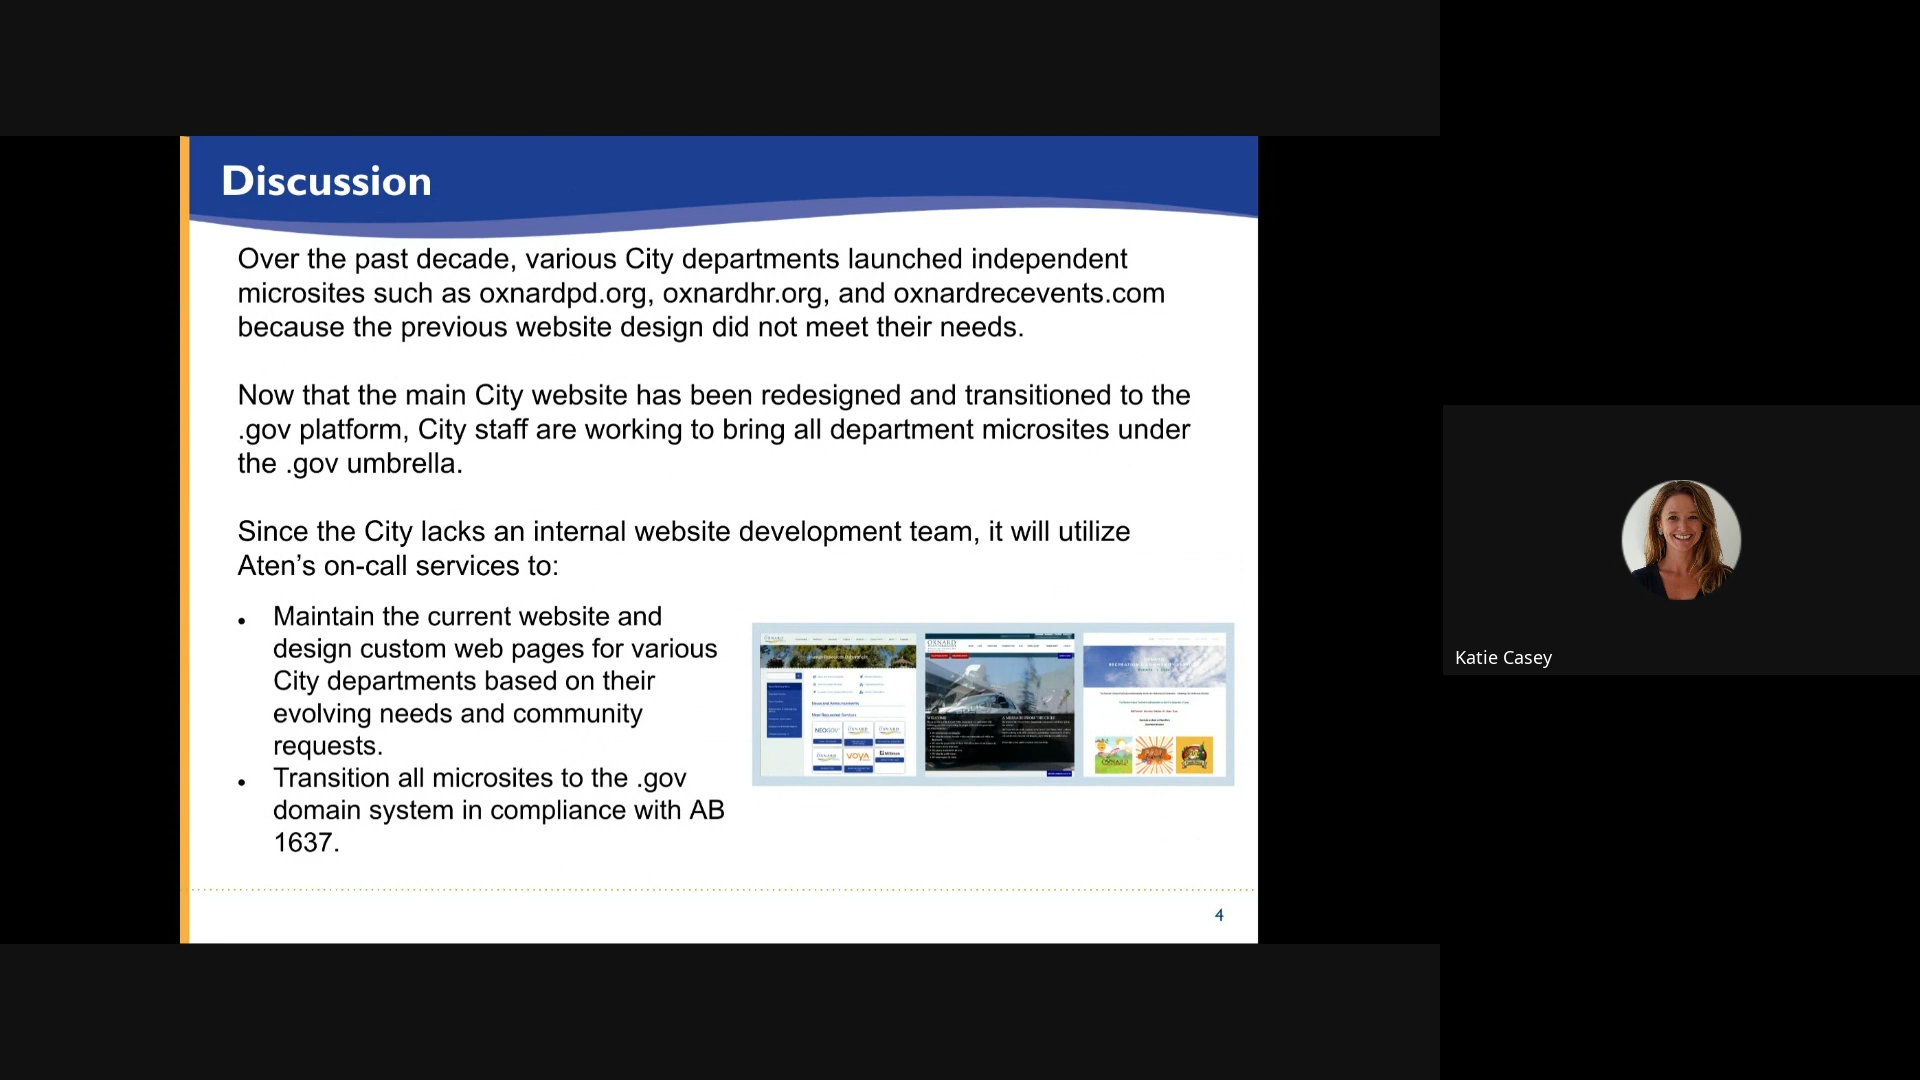 Discussion
Over the past decade, various City departments launched independent
microsites such as oxnardpd.org, oxnardhr.org, and oxnardrecevents.com
because the previous website design did not meet their needs.
Now that the main City website has been redesigned and transitioned to the
.gov platform, City staff are working to bring all department microsites under
the .gov umbrella.
Since the City lacks an internal website development team, it will utilize
Aten’s on-call services to:
• Maintain the current website and
design custom web pages for various
City departments based on their
evolving needs and community
requests.
• Transition all microsites to the .gov
domain system in compliance with AB
1637.
OXNARD
WELCOME
NEOGOV
VOYA
4
Katie Casey